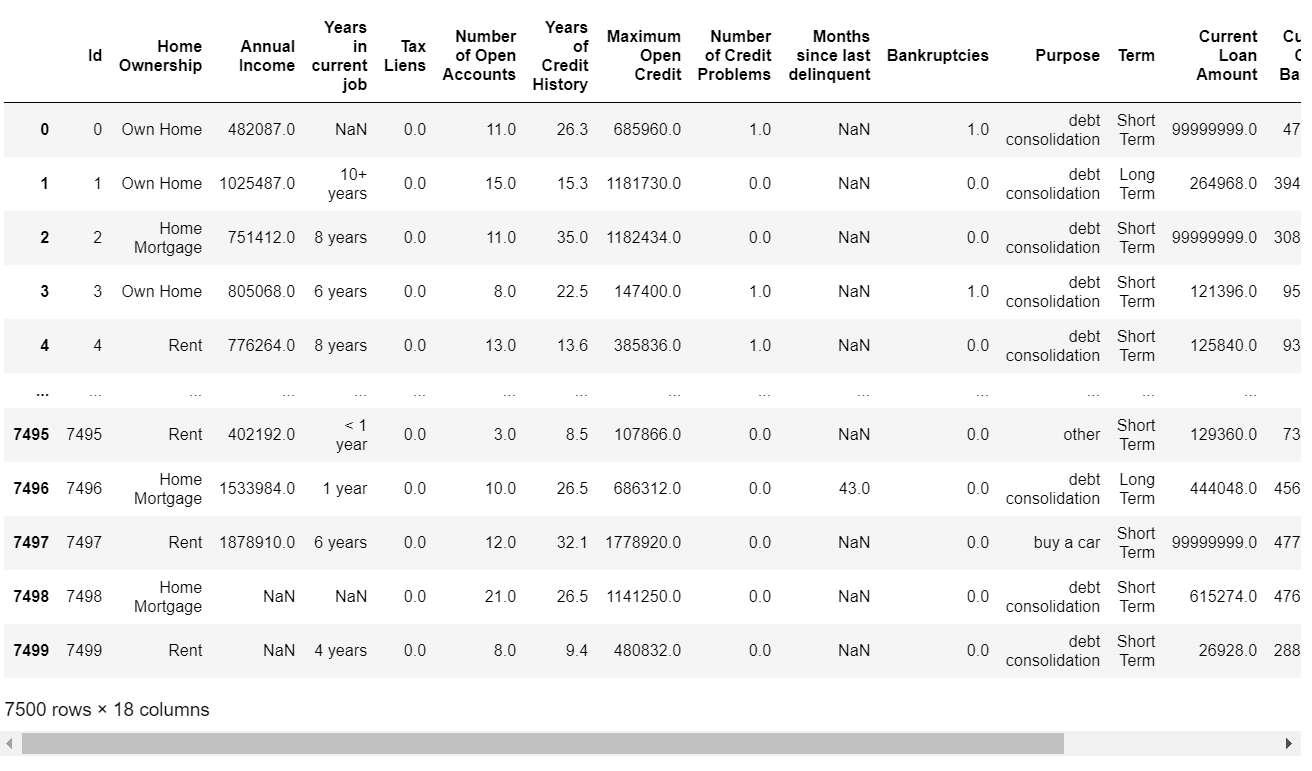 Id Home Ownership Annual Income Years in current job Tax Liens Number of Open Accounts Years of Credit History Maximum Open Credit Number of Credit Problems Months since last delinquent Bankruptcies Purpose Term Current Loan Amount
0 0 Own Home 482087.0 NaN 0.0 11.0 26.3 685960.0 1.0 NaN 1.0 debt consolidation Short Term 99999999.0 47
1 1 Own Home 1025487.0 10+ years 0.0 15.0 15.3 1181730.0 0.0 NaN 0.0 debt consolidation Long Term 264968.0 394
2 2 Home Mortgage 751412.0 8 years 0.0 11.0 35.0 1182434.0 0.0 NaN 0.0 debt consolidation Short Term 99999999.0 308
3 3 Own Home 805068.0 6 years 0.0 8.0 22.5 147400.0 1.0 NaN 1.0 debt consolidation Short Term 121396.0 95
4 4 Rent 776264.0 8 years 0.0 13.0 13.6 385836.0 1.0 NaN 0.0 debt consolidation Short Term 125840.0 93
... ... ... ... ... ... ... ... ... ... ... ... ... ... ...
7495 7495 Rent 402192.0 < 1 year 0.0 3.0 8.5 107866.0 0.0 NaN 0.0 other Short Term 129360.0 73
7496 7496 Home Mortgage 1533984.0 1 year 0.0 10.0 26.5 686312.0 0.0 43.0 0.0 debt consolidation Long Term 444048.0 456
7497 7497 Rent 1878910.0 6 years 0.0 12.0 32.1 1778920.0 0.0 NaN 0.0 buy a car Short Term 99999999.0 477
7498 7498 Home Mortgage NaN NaN 0.0 21.0 26.5 1141250.0 0.0 NaN 0.0 debt consolidation Short Term 615274.0 476
7499 7499 Rent NaN 4 years 0.0 8.0 9.4 480832.0 0.0 NaN 0.0 debt consolidation Short Term 26928.0 288
7500 rows × 18 columns